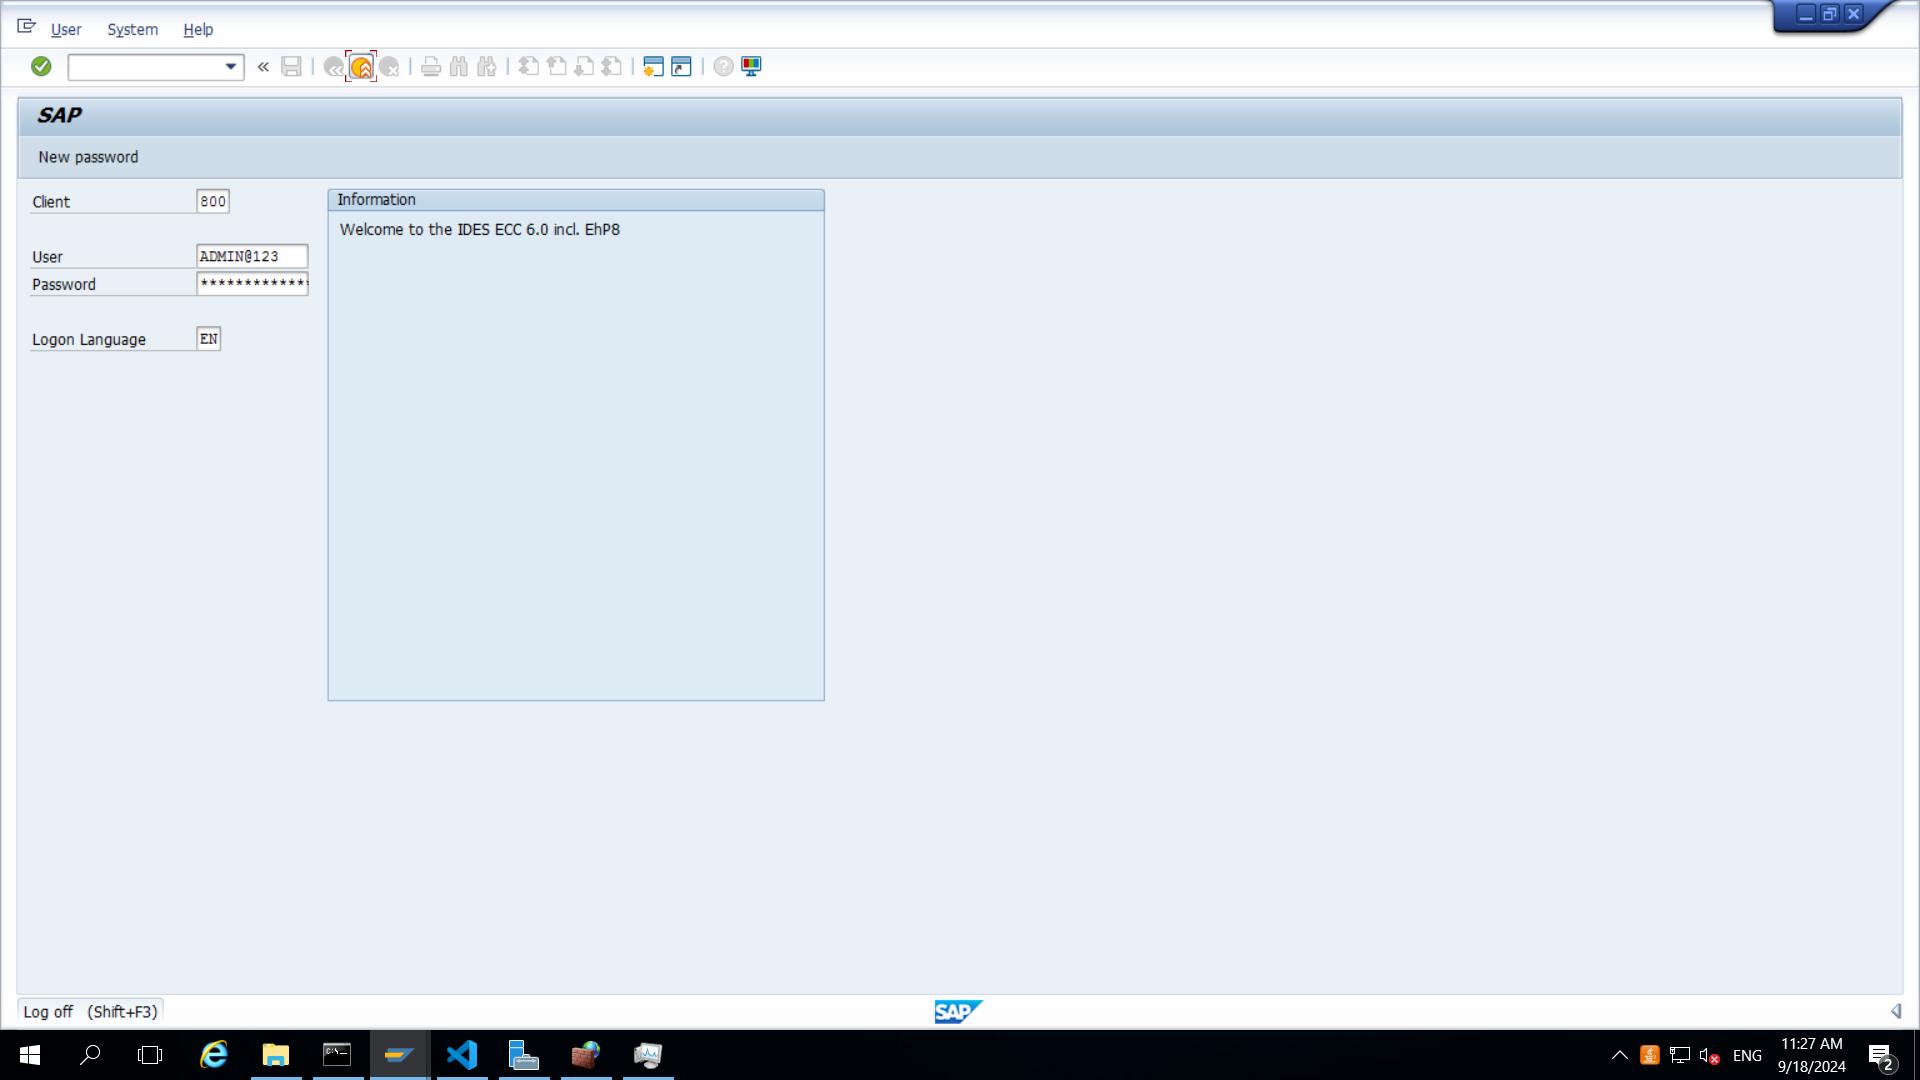 User System Help
SAP
New password
Client 800
Information
Welcome to the IDES ECC 6.0 incl. EhP8
User ADMIN@123
Password *************
Logon Language EN
Log off (Shift+F3)
SAP
C:\
ENG
11:27 AM
9/18/2024
2